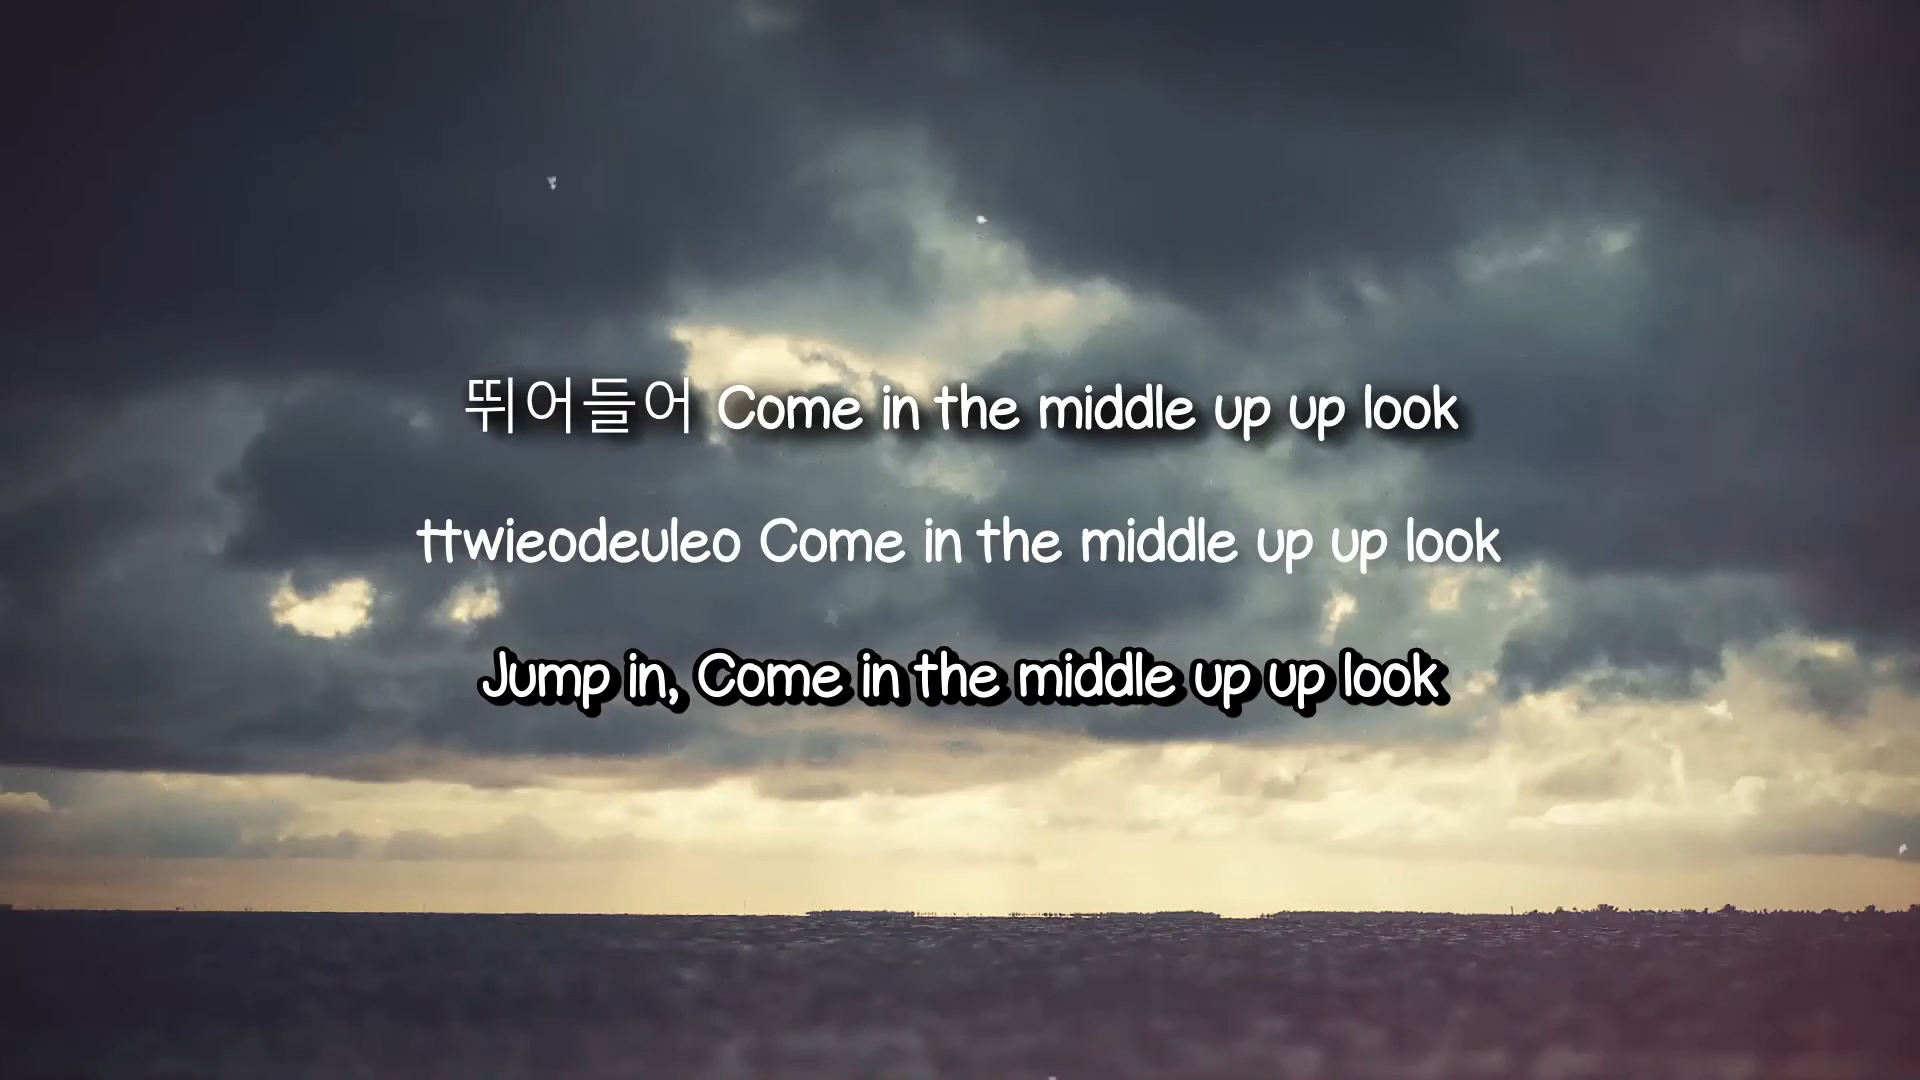 뛰어들어 Come in the middle up up look
ttwieodeuleo Come in the middle up up look
Jump in, Come in the middle up up look